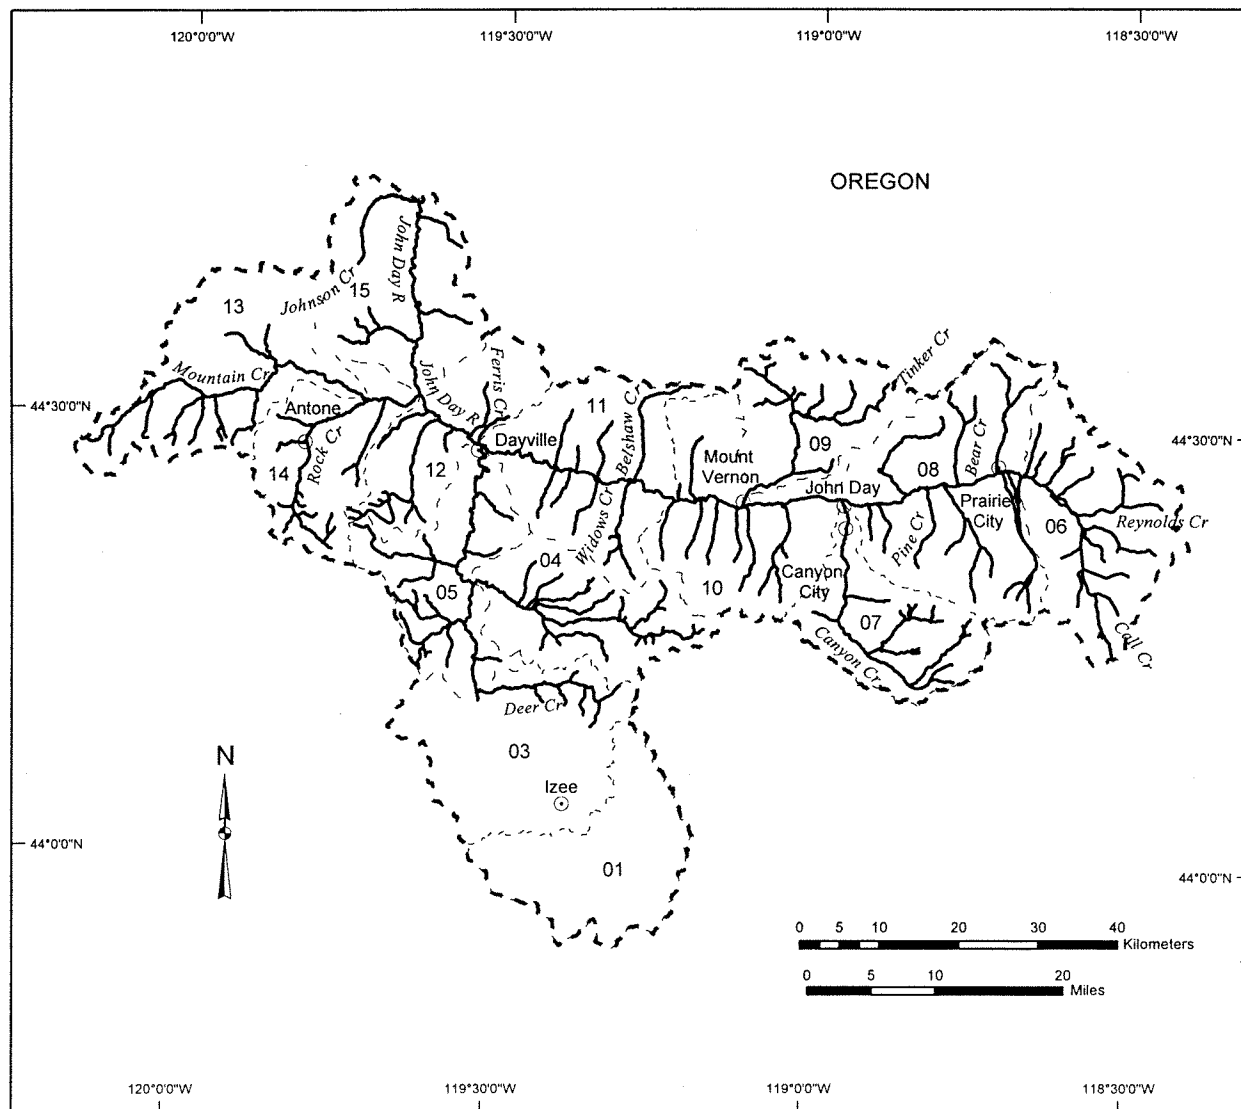 120°0'0"W
119°30'0"W
119°0'0"W
118°30'0"W
OREGON
John Day R
Johnson Cr
15
13
Tinker Cr
Ferris Cr
Mountain Cr
John Day R
44°30'0"N
Antone
11
Belshaw Cr
Dayville
Bear Cr
44°30'0"N
Rock Cr
Mount
Vernon
09
14
12
08
John Day
Prairie
City
06
Reynolds Cr
Widows Cr
Pine Cr
04
Canyon
City
05
10
07
Canyon Cr
Call Cr
Deer Cr
03
N
Izee
44°0'0"N
01
44°0'0"N
0 5 10 20 30 40
Kilometers
0 5 10 20
Miles
120°0'0"W
119°30'0"W
119°0'0"W
118°30'0"W